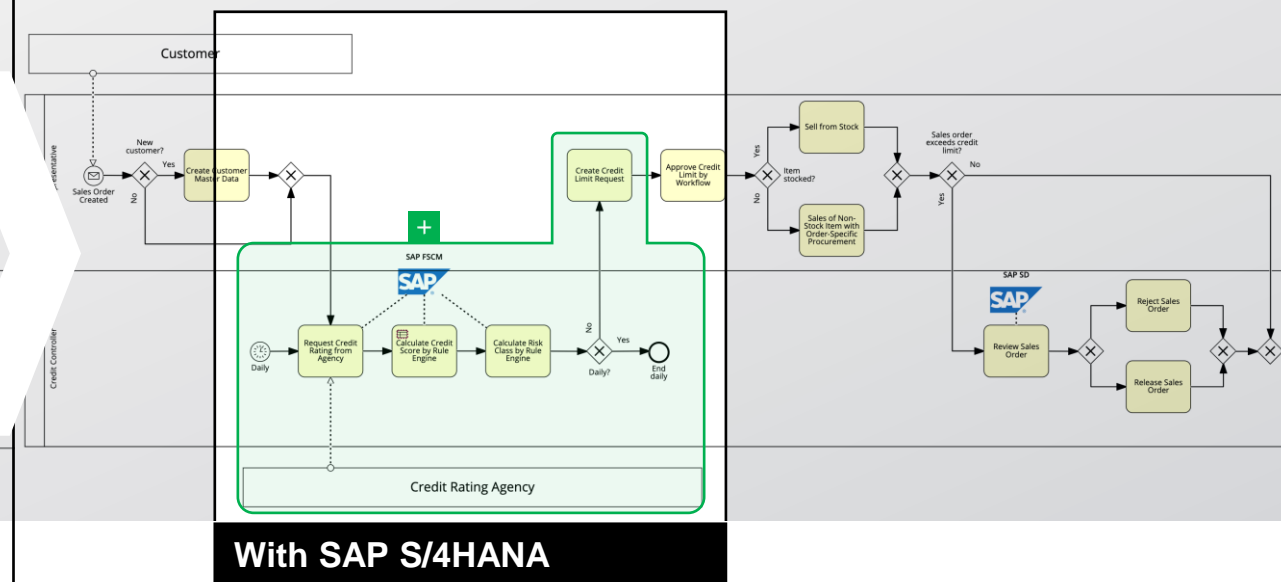 Customer
New
customer?
Yes
No
Sales Order
Created
Create Customer
Master Data
Create Credit
Limit Request
Approve Credit
Limit by
Workflow
Yes
No
Item
stocked?
Sell from Stock
Sales of Non-
Stock Item with
Order-Specific
Procurement
Sales order
exceeds credit
limit?
No
Yes
+
SAP FSCM
SAP
Credit Controller
Daily
Request Credit
Rating from
Agency
Calculate Credit
Score by Rule
Engine
Calculate Risk
Class by Rule
Engine
No
Yes
Daily?
End
daily
SAP SD
SAP
Review Sales
Order
Reject Sales
Order
Release Sales
Order
Credit Rating Agency
With SAP S/4HANA